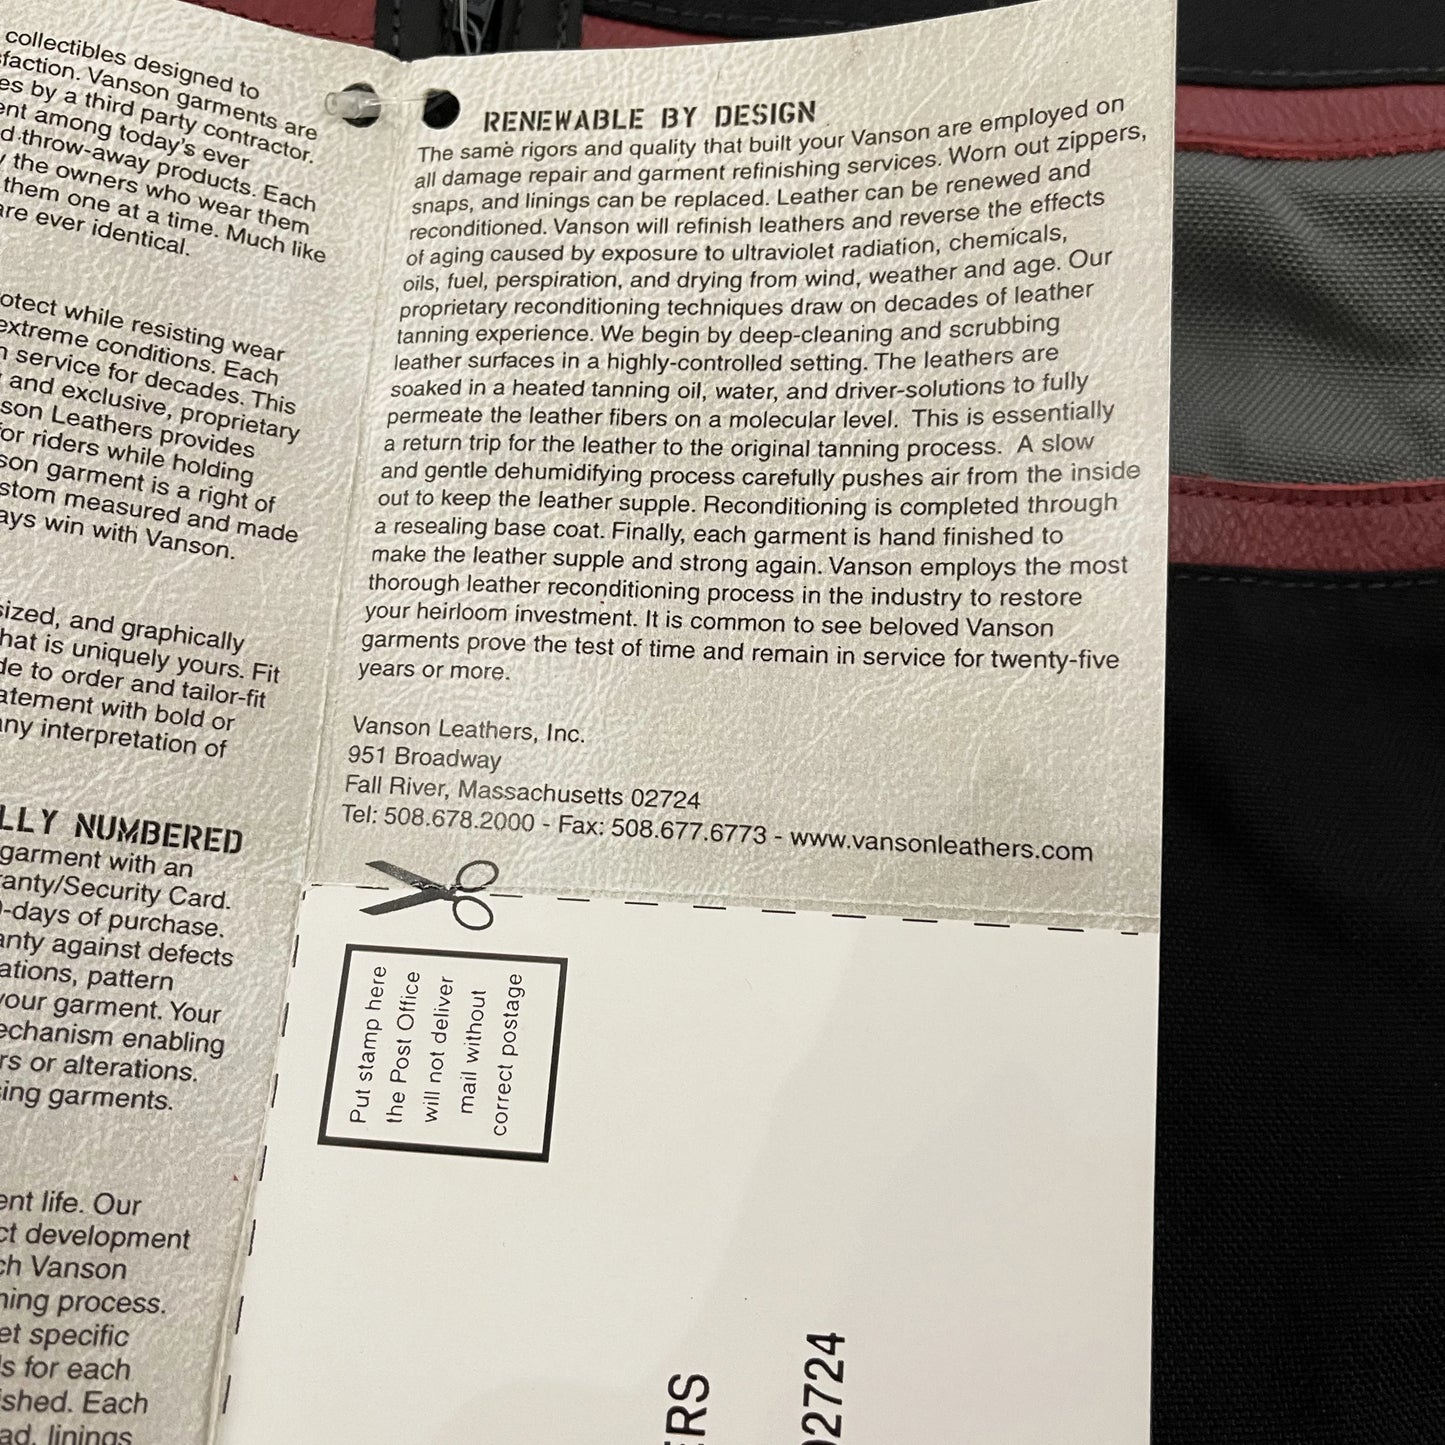 collectibles designed to
faction. Vanson garments are
es by a third party contractor.
ent among today's ever
d throw-away products. Each
the owners who wear them
them one at a time. Much like
are ever identical.
otect while resisting wear
extreme conditions. Each
service for decades. This
and exclusive, proprietary
son Leathers provides
for riders while holding
son garment is a right of
stom measured and made
ays win with Vanson.
sized, and graphically
hat is uniquely yours. Fit
de to order and tailor-fit
atement with bold or
any interpretation of
LLY NUMBERED
garment with an
anty/Security Card.
-days of purchase.
anty against defects
ations, pattern
your garment. Your
echanism enabling
rs or alterations.
sing garments.
ent life. Our
ct development
ch Vanson
ning process.
et specific
s for each
shed. Each
ad, linings
RENEWABLE BY DESIGN
The same rigors and quality that built your Vanson are employed on
all damage repair and garment refinishing services. Worn out zippers,
snaps, and linings can be replaced. Leather can be renewed and
reconditioned. Vanson will refinish leathers and reverse the effects
of aging caused by exposure to ultraviolet radiation, chemicals,
oils, fuel, perspiration, and drying from wind, weather and age. Our
proprietary reconditioning techniques draw on decades of leather
tanning experience. We begin by deep-cleaning and scrubbing
leather surfaces in a highly-controlled setting. The leathers are
soaked in a heated tanning oil, water, and driver-solutions to fully
permeate the leather fibers on a molecular level. This is essentially
a return trip for the leather to the original tanning process. A slow
and gentle dehumidifying process carefully pushes air from the inside
out to keep the leather supple. Reconditioning is completed through
a resealing base coat. Finally, each garment is hand finished to
make the leather supple and strong again. Vanson employs the most
thorough leather reconditioning process in the industry to restore
your heirloom investment. It is common to see beloved Vanson
garments prove the test of time and remain in service for twenty-five
years or more.
Vanson Leathers, Inc.
951 Broadway
Fall River, Massachusetts 02724
Tel: 508.678.2000 - Fax: 508.677.6773 - www.vansonleathers.com
Put stamp here
the Post Office
will not deliver
mail without
correct postage
ERS
02724